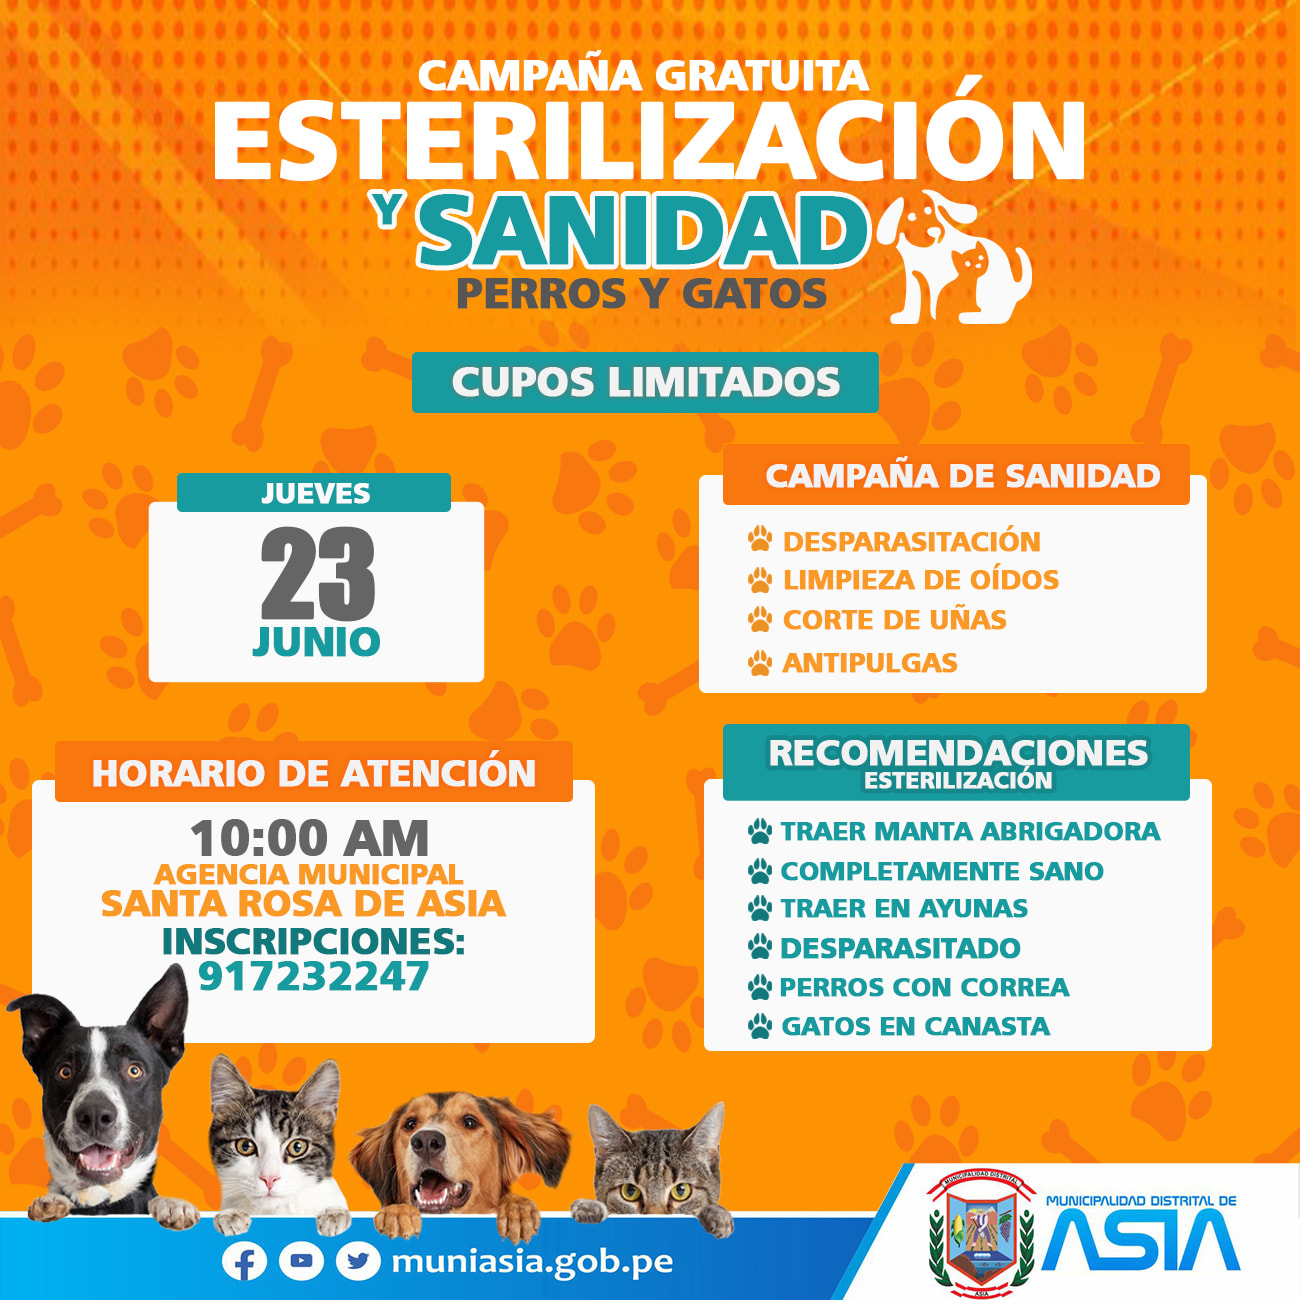 CAMPAÑA GRATUITA
ESTERILIZACIÓN
Y SANIDAD
PERROS Y GATOS
CUPOS LIMITADOS
JUEVES
23
JUNIO
CAMPAÑA DE SANIDAD
DESPARASITACIÓN
LIMPIEZA DE OÍDOS
CORTE DE UÑAS
ANTIPULGAS
HORARIO DE ATENCIÓN
10:00 AM
AGENCIA MUNICIPAL
SANTA ROSA DE ASIA
INSCRIPCIONES:
917232247
RECOMENDACIONES
ESTERILIZACIÓN
TRAER MANTA ABRIGADORA
COMPLETAMENTE SANO
TRAER EN AYUNAS
DESPARASITADO
PERROS CON CORREA
GATOS EN CANASTA
muniasia.gob.pe
MUNICIPALIDAD DISTRITAL
ASIA
MUNICIPALIDAD DISTRITAL DE
ASIA